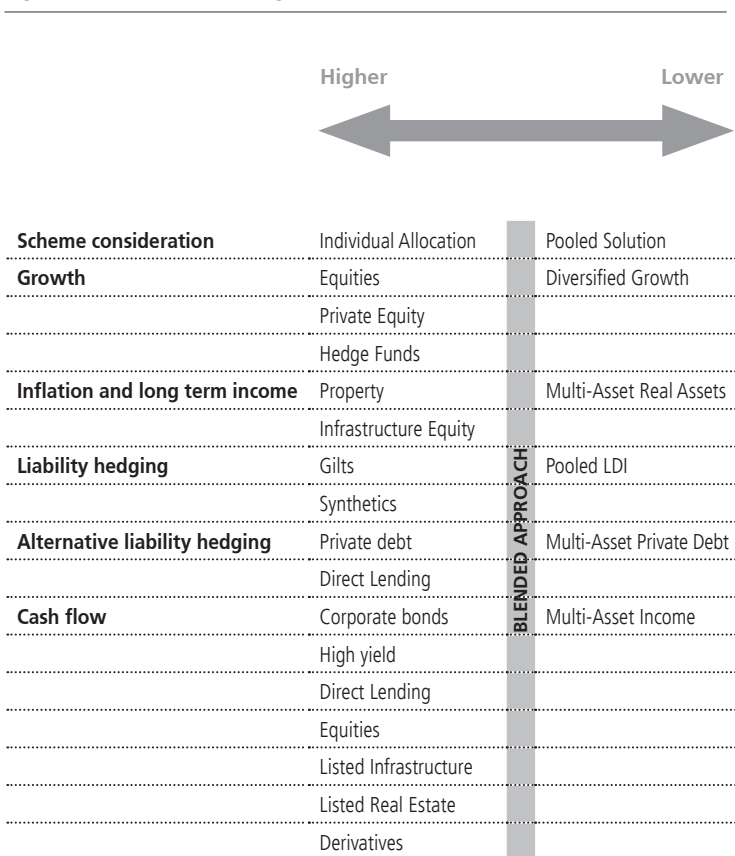 Higher Lower
Scheme consideration Individual Allocation Pooled Solution
Growth Equities Diversified Growth
Private Equity
Hedge Funds
Inflation and long term income Property Multi-Asset Real Assets
Infrastructure Equity
Liability hedging Gilts Pooled LDI
Synthetics
Alternative liability hedging Private debt Multi-Asset Private Debt
Direct Lending
Cash flow Corporate bonds Multi-Asset Income
High yield
Direct Lending
Equities
Listed Infrastructure
Listed Real Estate
Derivatives
BLENDED APPROACH